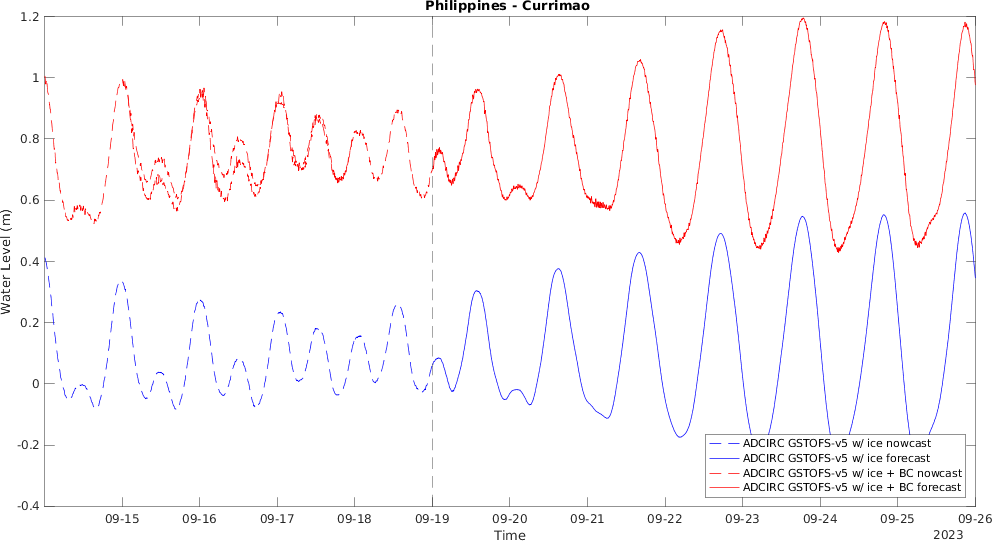 Philippines - Currimao
1.2
1
0.8
0.6
0.4
0.2
0
-0.2
-0.4
Water Level (m)
ADCIRC GSTOFS-v5 w/ ice nowcast
ADCIRC GSTOFS-v5 w/ ice forecast
ADCIRC GSTOFS-v5 w/ ice + BC nowcast
ADCIRC GSTOFS-v5 w/ ice + BC forecast
09-15 09-16 09-17 09-18 09-19 09-20 09-21 09-22 09-23 09-24 09-25 09-26
Time
2023